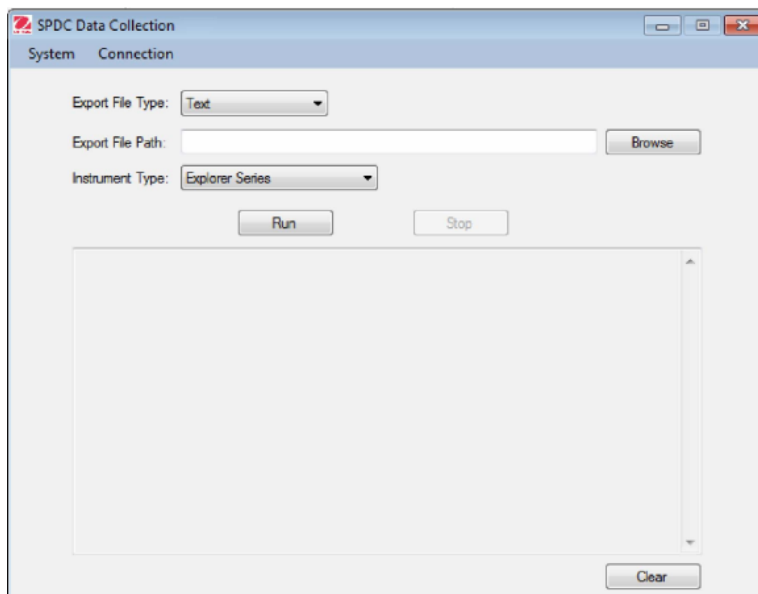 SPDC Data Collection
System Connection
Export File Type: Text
Export File Path: Browse
Instrument Type: Explorer Series
Run Stop
Clear